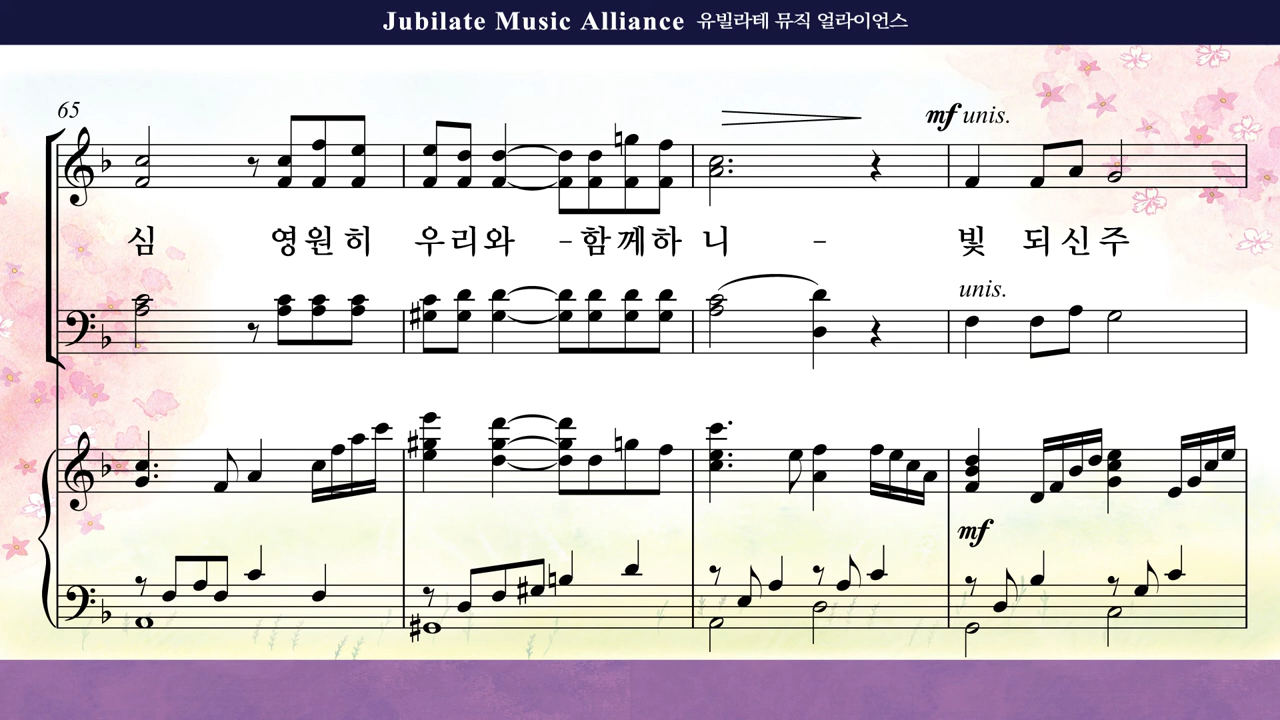 Jubilate Music Alliance 유빌라테 뮤직 얼라이언스
65
mf unis.
심 영원히 우리와 - 함께하 니 - 빛 되신주
unis.
mf